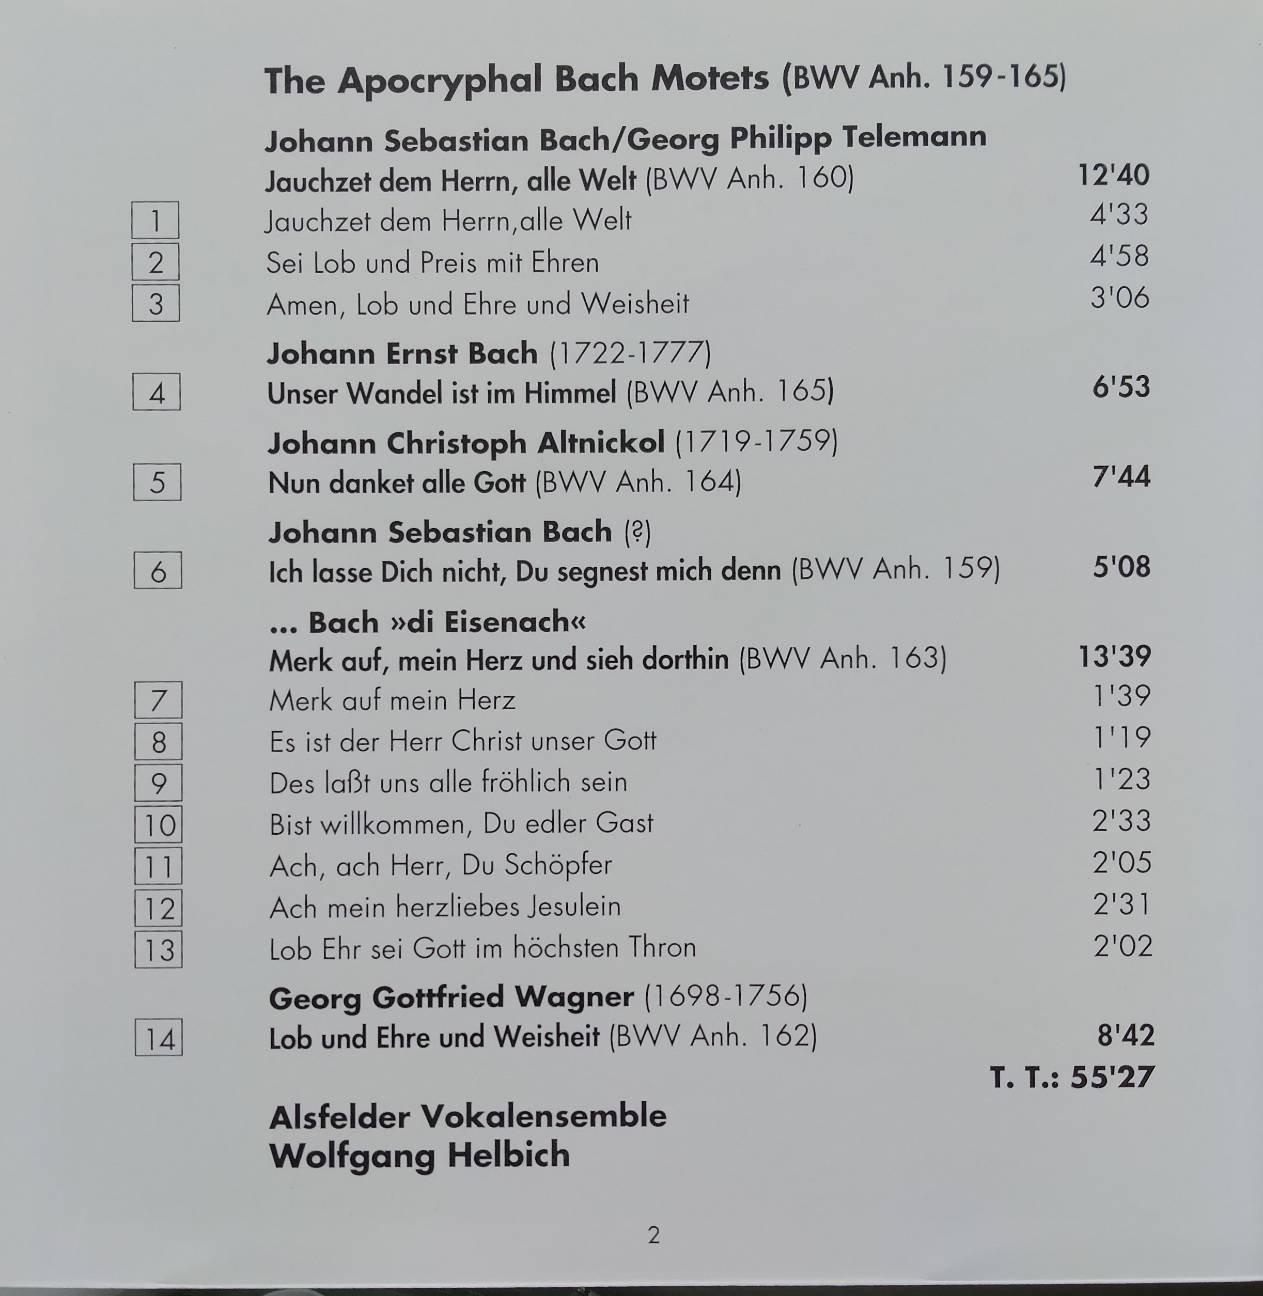 The Apocryphal Bach Motets (BWV Anh. 159-165)
Johann Sebastian Bach/Georg Philipp Telemann
Jauchzet dem Herrn, alle Welt (BWV Anh. 160) 12'40
1 Jauchzet dem Herrn,alle Welt 4'33
2 Sei Lob und Preis mit Ehren 4'58
3 Amen, Lob und Ehre und Weisheit 3'06
Johann Ernst Bach (1722-1777)
4 Unser Wandel ist im Himmel (BWV Anh. 165) 6'53
Johann Christoph Altnickol (1719-1759)
5 Nun danket alle Gott (BWV Anh. 164) 7'44
Johann Sebastian Bach (?)
6 Ich lasse Dich nicht, Du segnest mich denn (BWV Anh. 159) 5'08
... Bach »di Eisenach«
Merk auf, mein Herz und sieh dorthin (BWV Anh. 163) 13'39
7 Merk auf mein Herz 1'39
8 Es ist der Herr Christ unser Gott 1'19
9 Des laßt uns alle fröhlich sein 1'23
10 Bist willkommen, Du edler Gast 2'33
11 Ach, ach Herr, Du Schöpfer 2'05
12 Ach mein herzliebes Jesulein 2'31
13 Lob Ehr sei Gott im höchsten Thron 2'02
Georg Gottfried Wagner (1698-1756)
14 Lob und Ehre und Weisheit (BWV Anh. 162) 8'42
T. T.: 55'27
Alsfelder Vokalensemble
Wolfgang Helbich
2